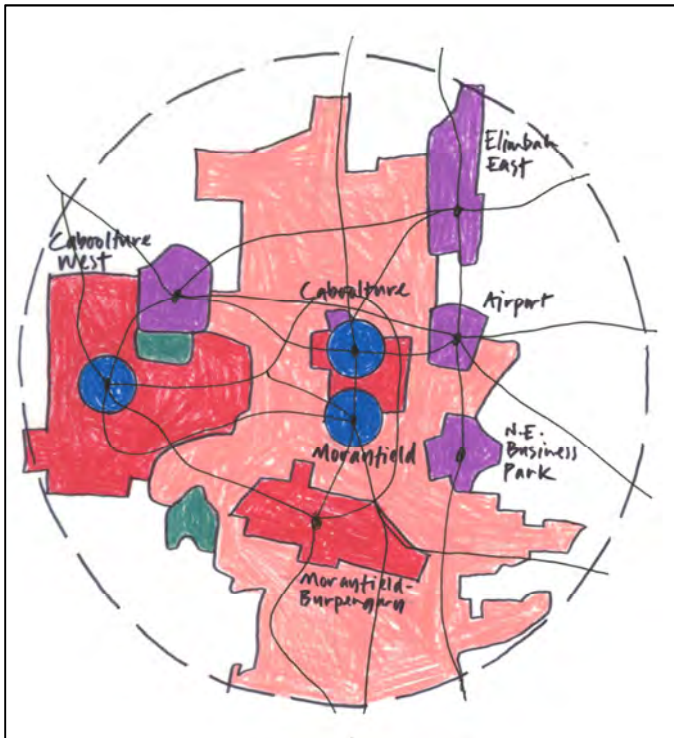 Elimbah
East
Caboolture
West
Caboolture
Airport
Morayfield
N.E.
Business
Park
Morayfield-
Burpengary